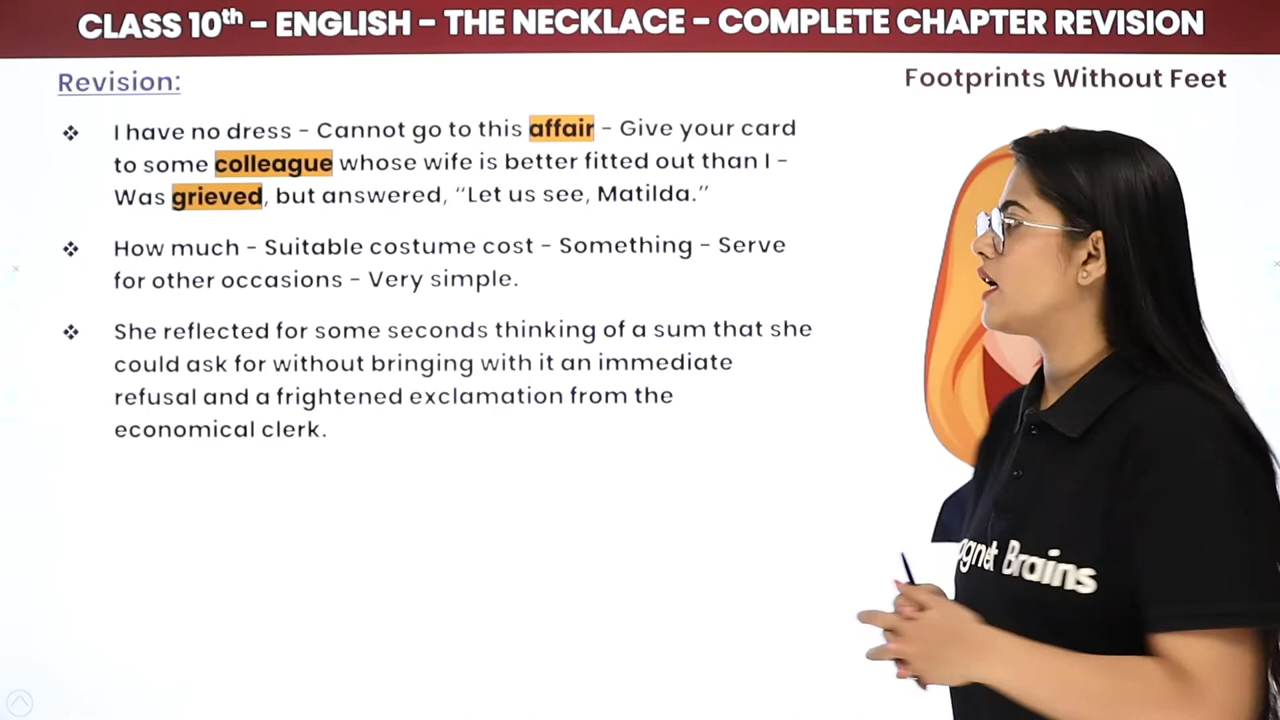 CLASS 10th – ENGLISH – THE NECKLACE – COMPLETE CHAPTER REVISION
Revision:
Footprints Without Feet
❖ I have no dress – Cannot go to this affair – Give your card
to some colleague whose wife is better fitted out than I –
Was grieved, but answered, “Let us see, Matilda.”
❖ How much – Suitable costume cost – Something – Serve
for other occasions – Very simple.
❖ She reflected for some seconds thinking of a sum that she
could ask for without bringing with it an immediate
refusal and a frightened exclamation from the
economical clerk.
agnet Brains